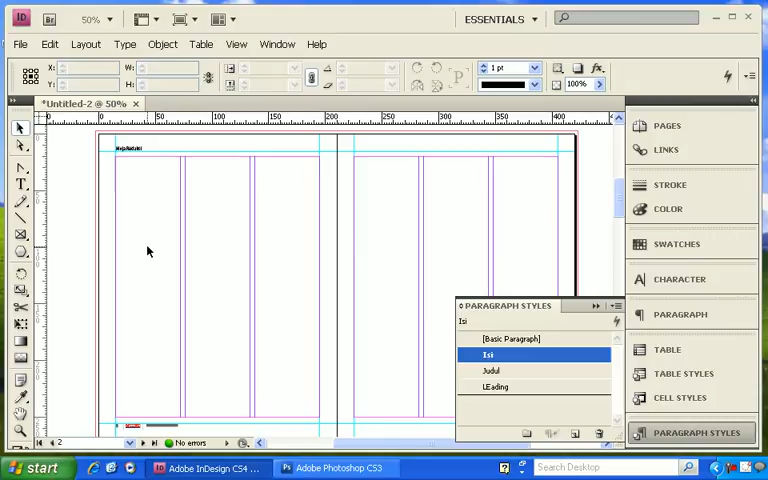 ID Br 50% ESSENTIALS
File Edit Layout Type Object Table View Window Help
X: W: 1 pt
Y: H: P 100%
*Untitled-2 @ 50%
0 50 100 150 200 250 300 350 400
PAGES
LINKS
STROKE
COLOR
SWATCHES
CHARACTER
PARAGRAPH
TABLE
TABLE STYLES
CELL STYLES
PARAGRAPH STYLES
PARAGRAPH STYLES
Isi
[Basic Paragraph]
Isi
Judul
LEading
2 No errors
start Adobe InDesign CS4 ... Adobe Photoshop CS3 Search Desktop